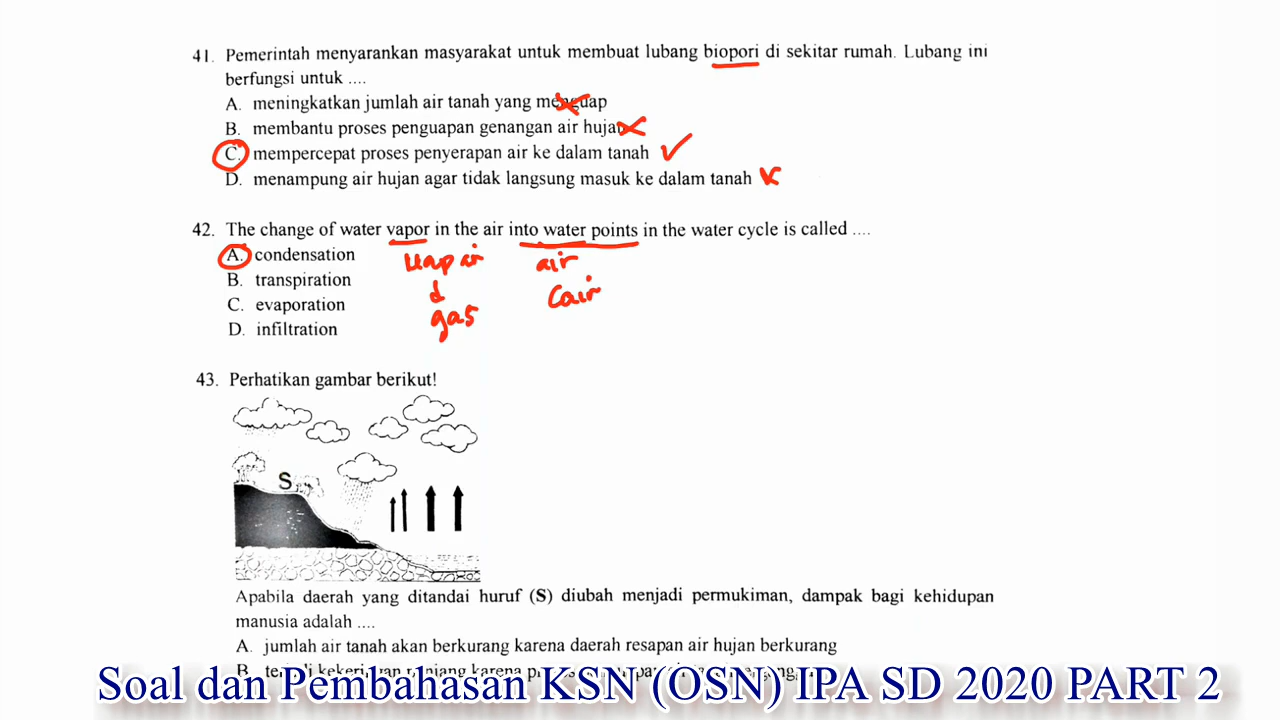 41. Pemerintah menyarankan masyarakat untuk membuat lubang biopori di sekitar rumah. Lubang ini
berfungsi untuk ....
A. meningkatkan jumlah air tanah yang menguap
B. membantu proses penguapan genangan air hujan
C. mempercepat proses penyerapan air ke dalam tanah
D. menampung air hujan agar tidak langsung masuk ke dalam tanah
42. The change of water vapor in the air into water points in the water cycle is called ....
A. condensation
B. transpiration
C. evaporation
D. infiltration
uap air
gas
air
cair
43. Perhatikan gambar berikut!
S
Apabila daerah yang ditandai huruf (S) diubah menjadi permukiman, dampak bagi kehidupan
manusia adalah ....
A. jumlah air tanah akan berkurang karena daerah resapan air hujan berkurang
B. terjadi kekeringan panjang karena
Soal dan Pembahasan KSN (OSN) IPA SD 2020 PART 2